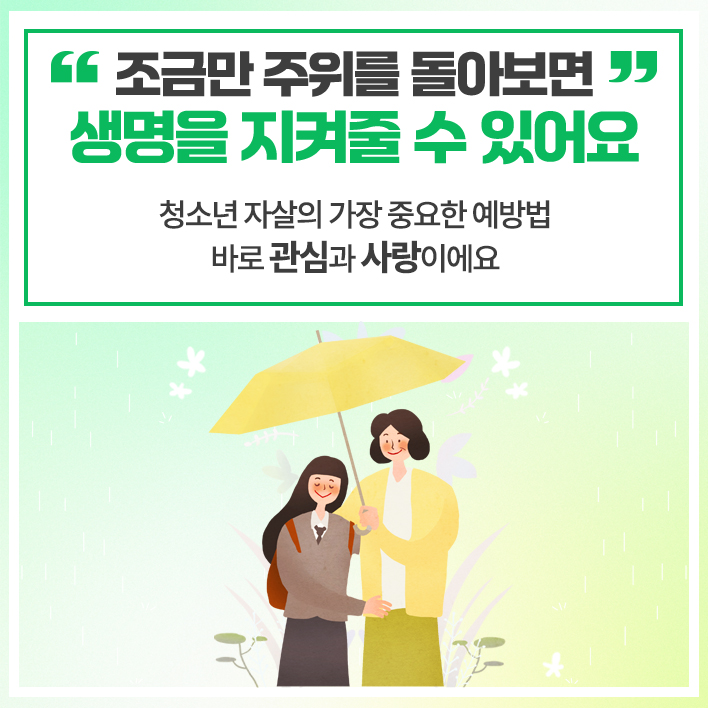 “ 조금만 주위를 돌아보면 ”
생명을 지켜줄 수 있어요
청소년 자살의 가장 중요한 예방법
바로 관심과 사랑이에요